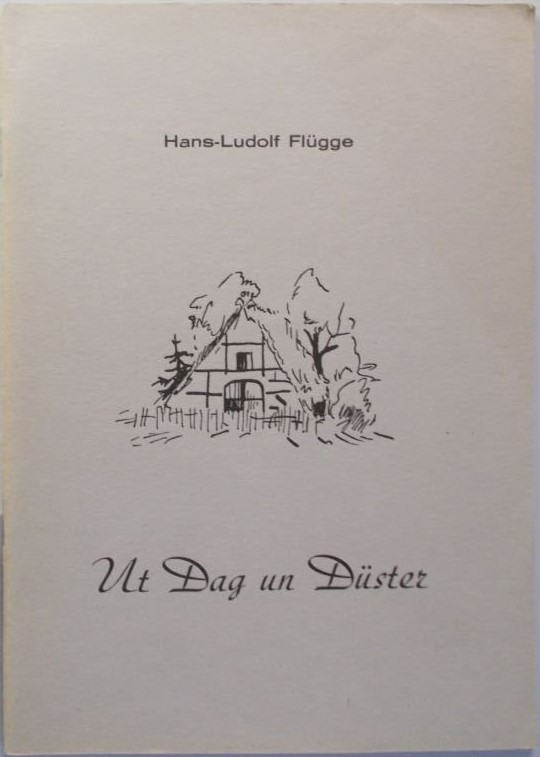 Hans-Ludolf Flügge
Ut Dag un Düster